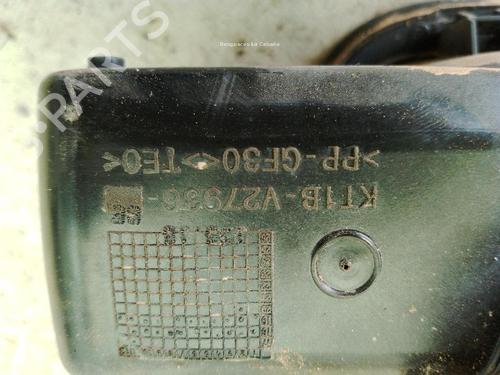 Desguaces La Cabaña
KT1B-V27936-
>PP-GF30<>TEO<
B-PARTS